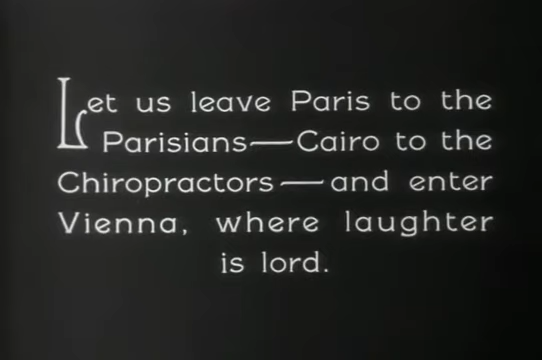 Let us leave Paris to the
Parisians—Cairo to the
Chiropractors—and enter
Vienna, where laughter
is lord.